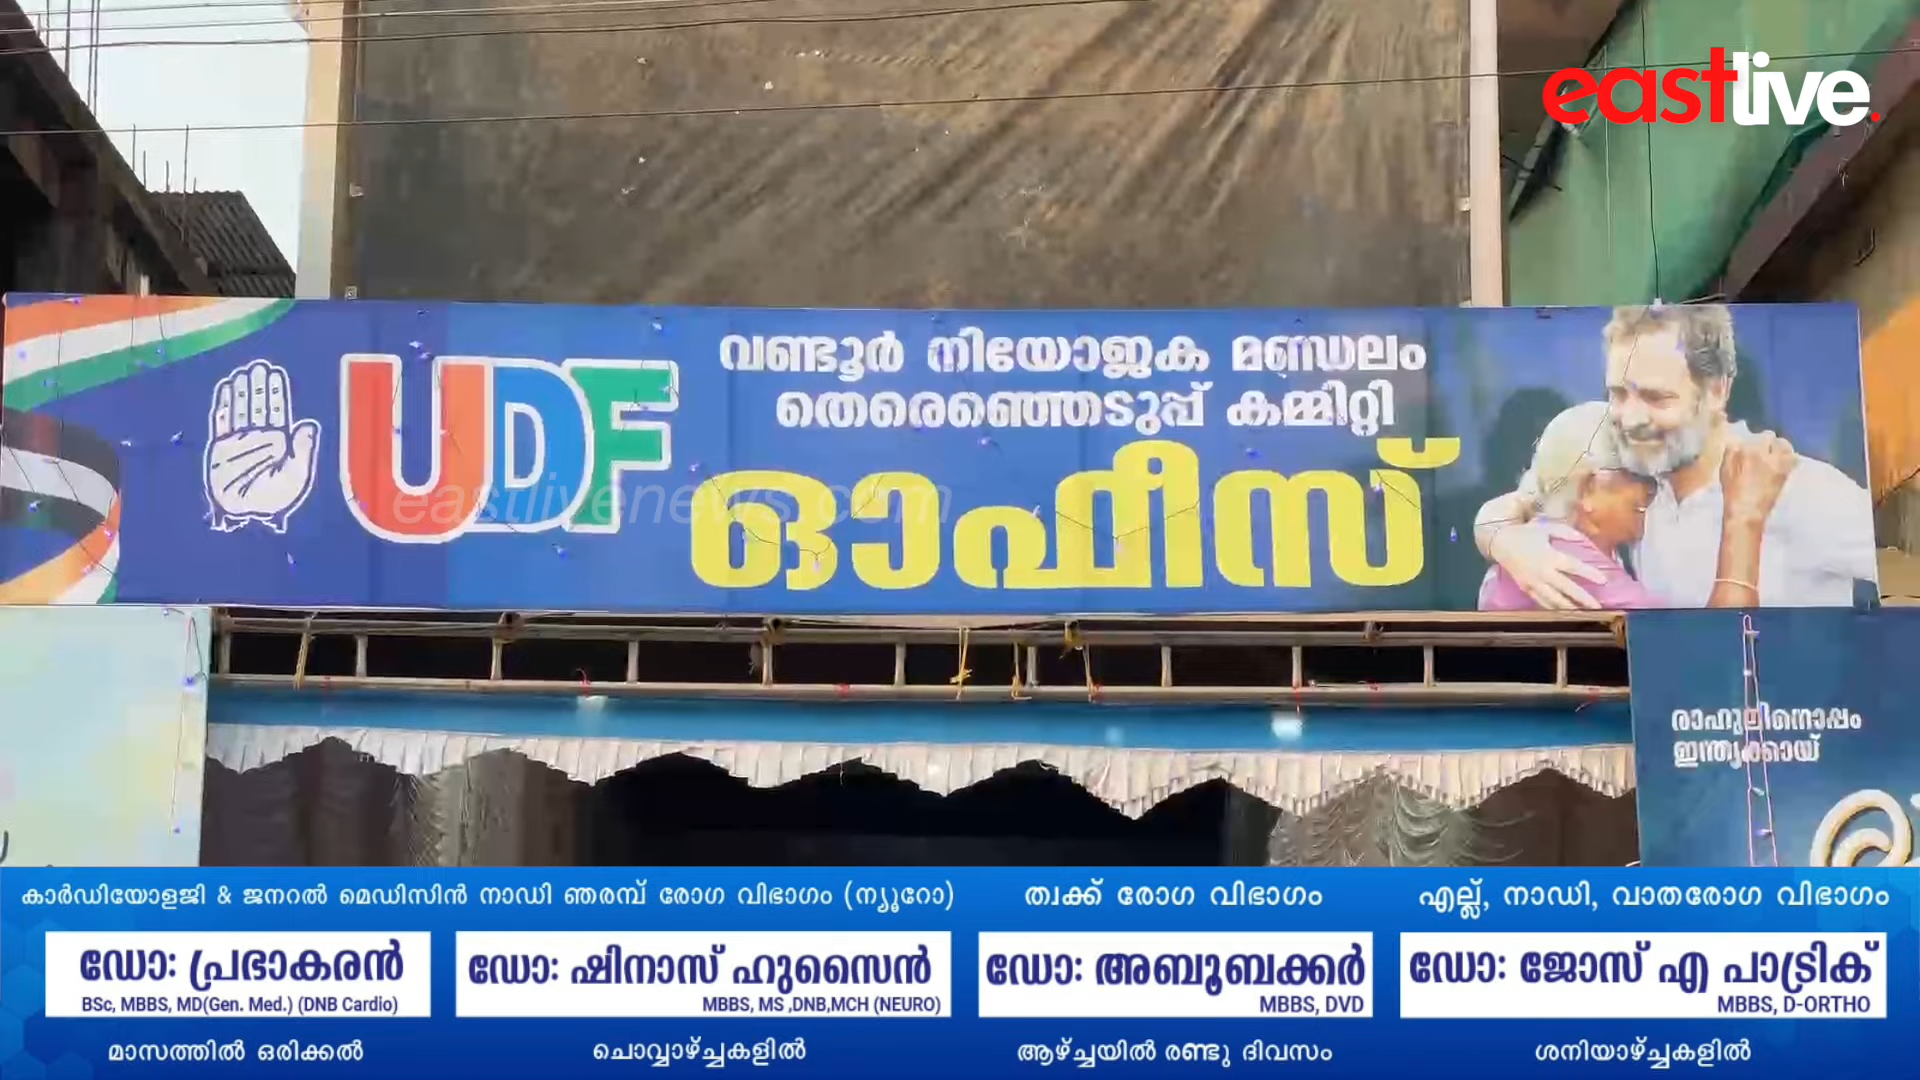 eastlive.
വണ്ടൂർ നിയോജക മണ്ഡലം
തെരെഞ്ഞെടുപ്പ് കമ്മിറ്റി
UDF
ഓഫീസ്
eastlivenews.com
രാഹുലിനൊപ്പം
ഇന്ത്യക്കായ്
കാർഡിയോളജി & ജനറൽ മെഡിസിൻ
ഡോ: പ്രഭാകരൻ
BSc, MBBS, MD(Gen. Med.) (DNB Cardio)
മാസത്തിൽ ഒരിക്കൽ
നാഡി ഞരമ്പ് രോഗ വിഭാഗം (ന്യൂറോ)
ഡോ: ഷിനാസ് ഹുസൈൻ
MBBS, MS ,DNB,MCH (NEURO)
ചൊവ്വാഴ്ച്ചകളിൽ
ത്വക്ക് രോഗ വിഭാഗം
ഡോ: അബൂബക്കർ
MBBS, DVD
ആഴ്ച്ചയിൽ രണ്ടു ദിവസം
എല്ല്, നാഡി, വാതരോഗ വിഭാഗം
ഡോ: ജോസ് എ പാട്രിക്
MBBS, D-ORTHO
ശനിയാഴ്ച്ചകളിൽ